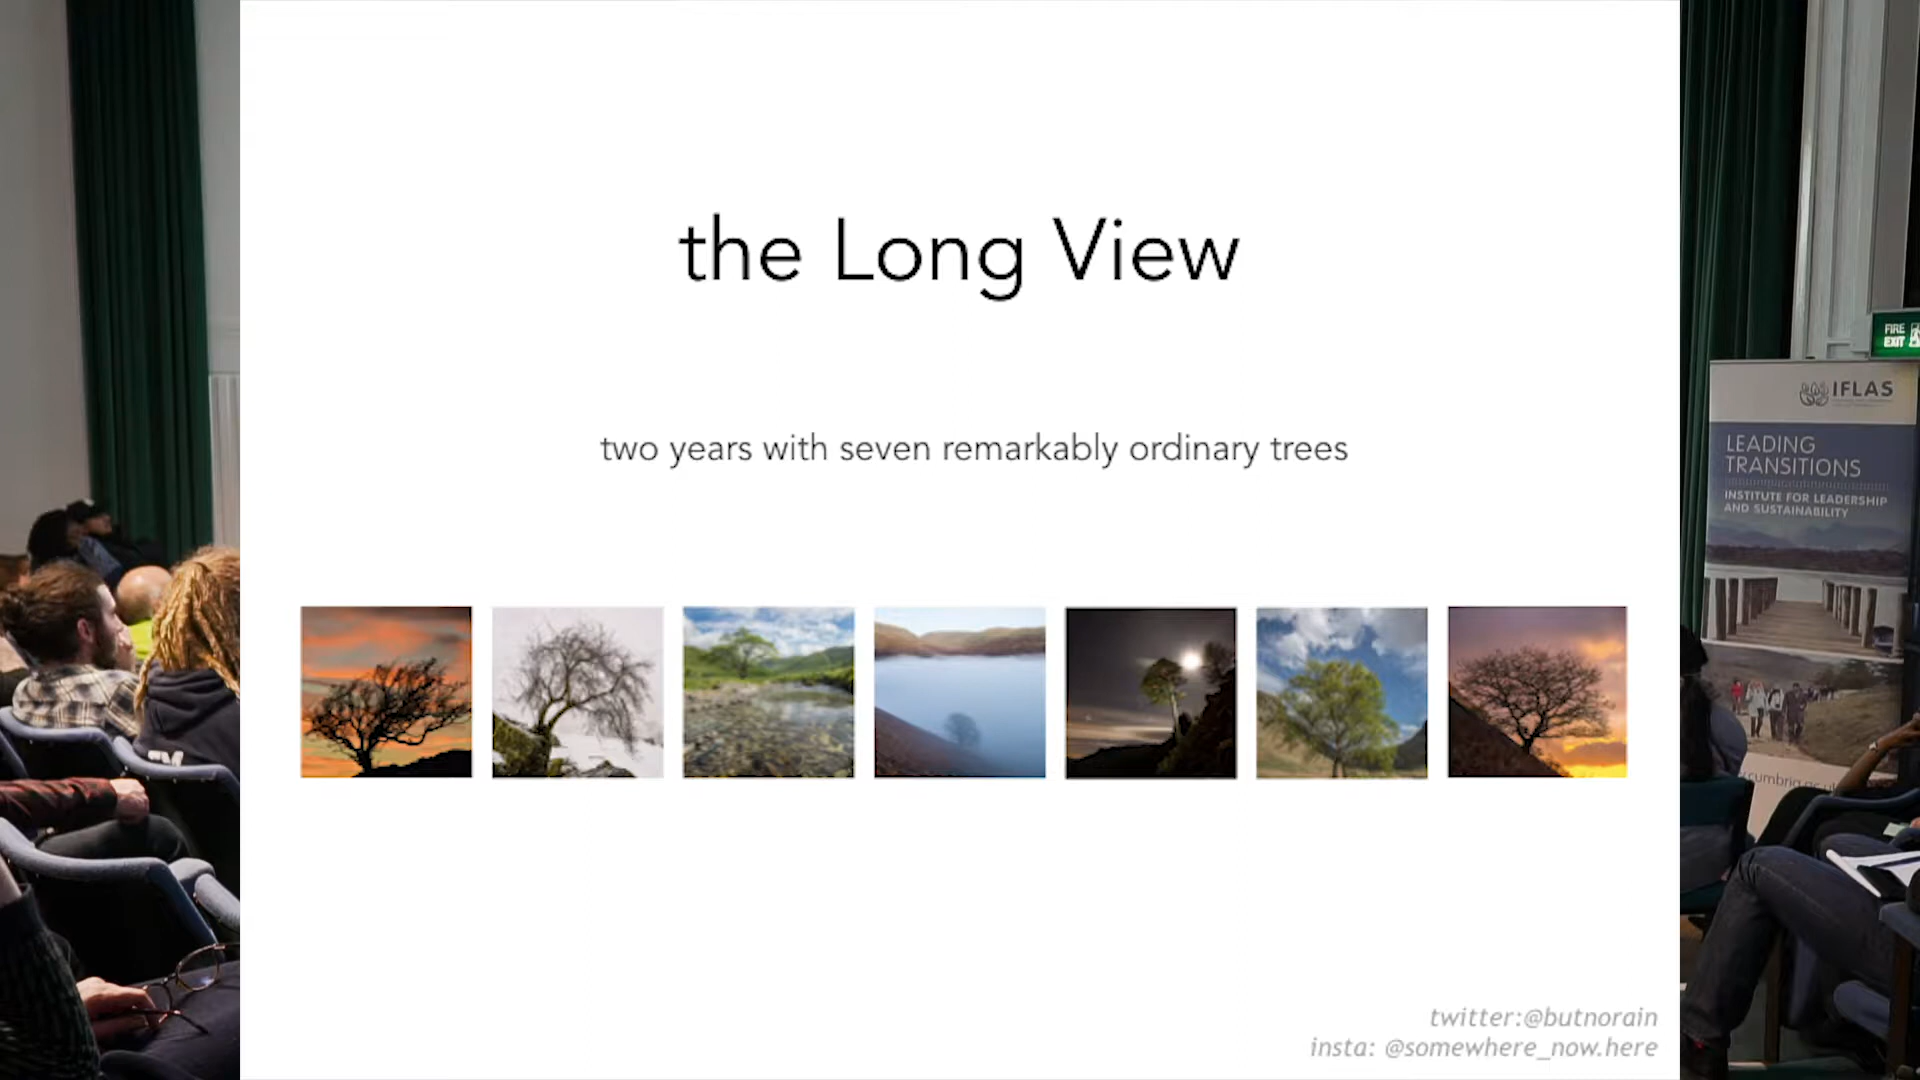 the Long View
two years with seven remarkably ordinary trees
twitter:@butnorain
insta: @somewhere_now.here
FIRE
EXIT
IFLAS
LEADING
TRANSITIONS
INSTITUTE FOR LEADERSHIP
AND SUSTAINABILITY